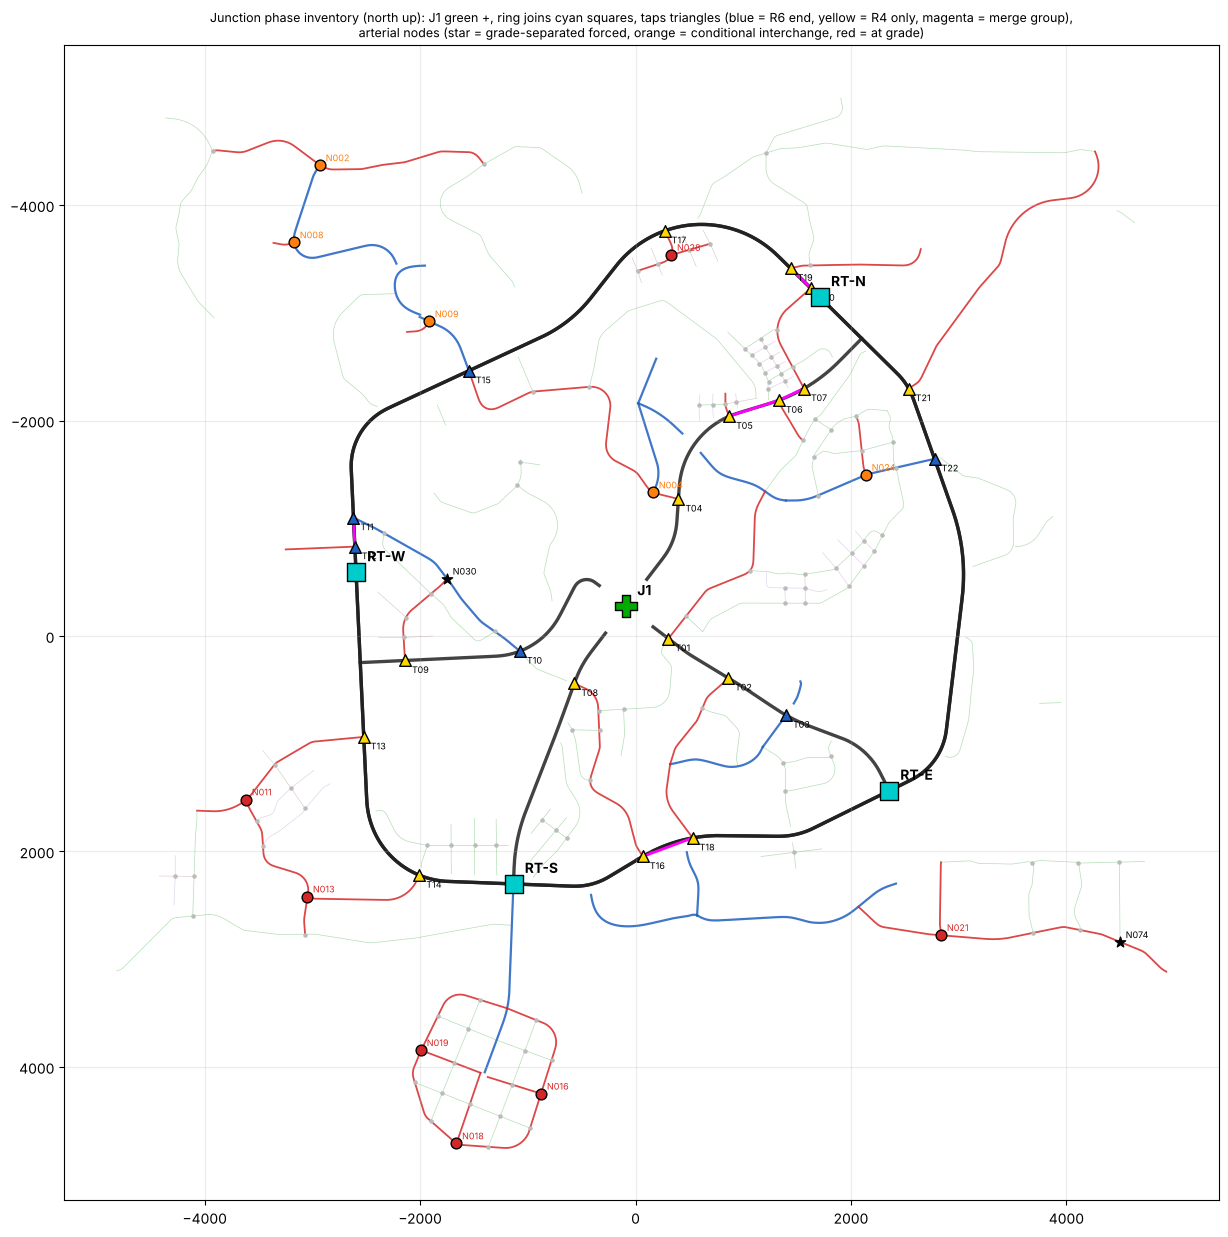 Junction phase inventory (north up): J1 green +, ring joins cyan squares, taps triangles (blue = R6 end, yellow = R4 only, magenta = merge group),
arterial nodes (star = grade-separated forced, orange = conditional interchange, red = at grade)
N002
−4000
N008
T17
N028
T19
RT-N
N009
T15
T07
T21
−2000
T06
T05
N024
T22
T04
T11
RT-W
N030
J1
0
T01
T10
T09
T08
T02
T03
T13
RT-E
N011
T18
2000
T16
T14
RT-S
N013
N021
N074
N019
4000
N016
N018
−4000
−2000
0
2000
4000